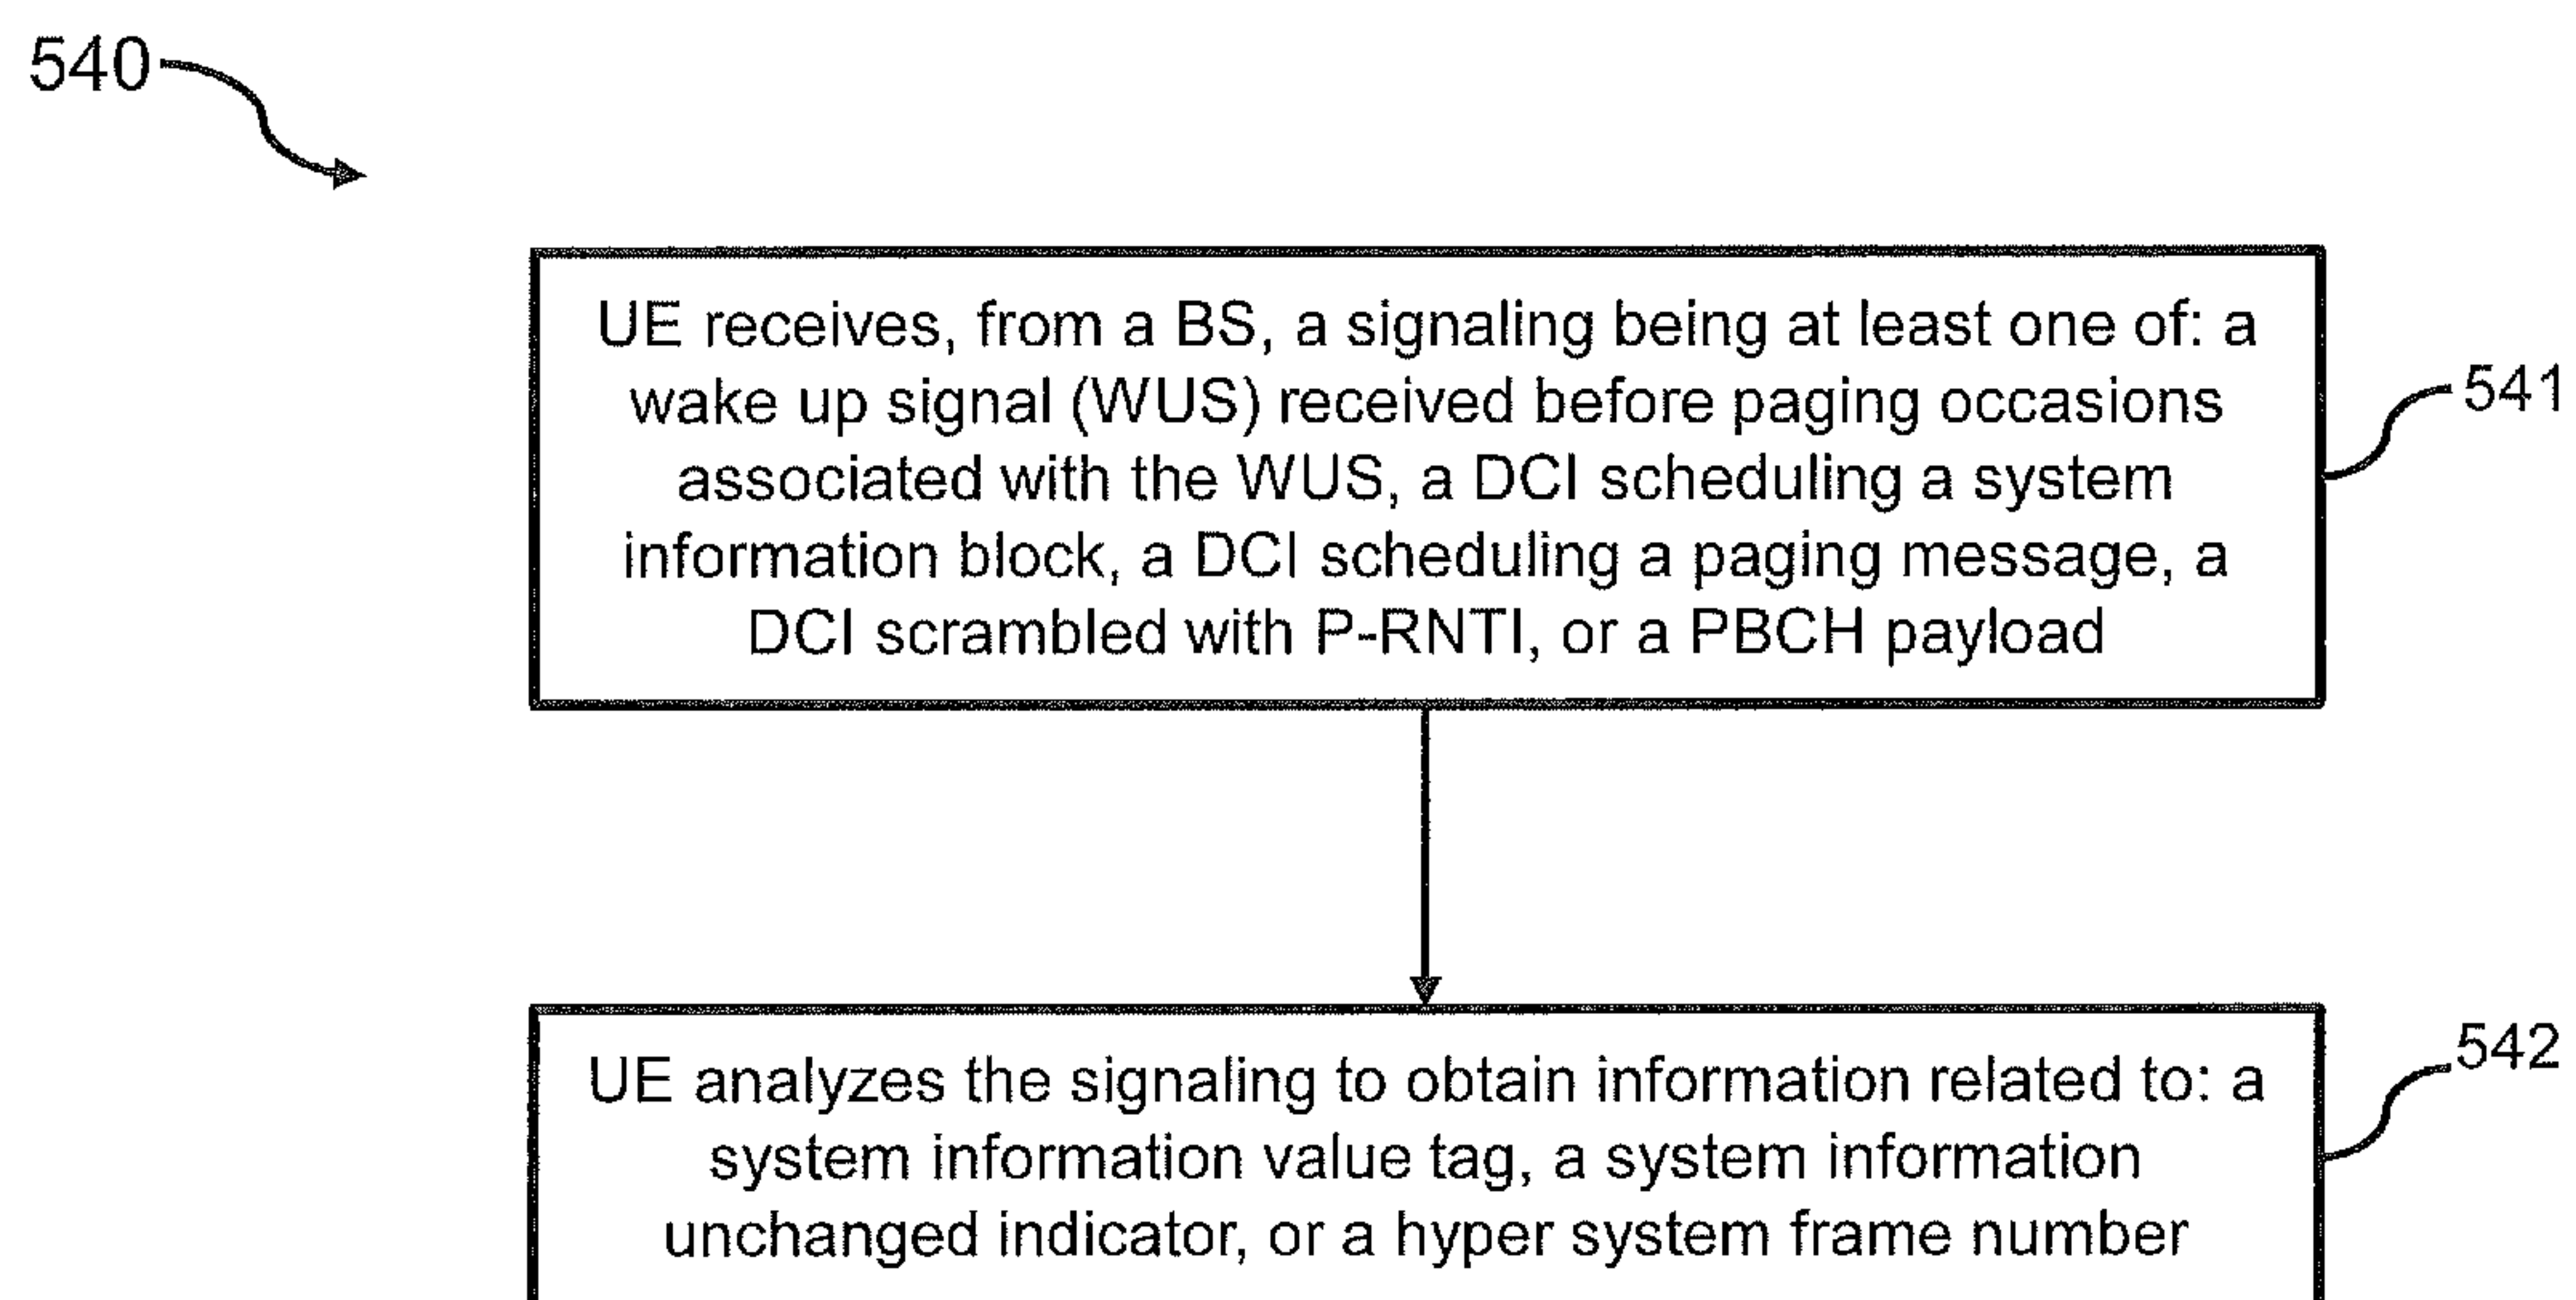 540
UE receives, from a BS, a signaling being at least one of: a
wake up signal (WUS) received before paging occasions
associated with the WUS, a DCI scheduling a system
information block, a DCI scheduling a paging message, a
DCI scrambled with P-RNTI, or a PBCH payload
541
UE analyzes the signaling to obtain information related to: a
system information value tag, a system information
unchanged indicator, or a hyper system frame number
542